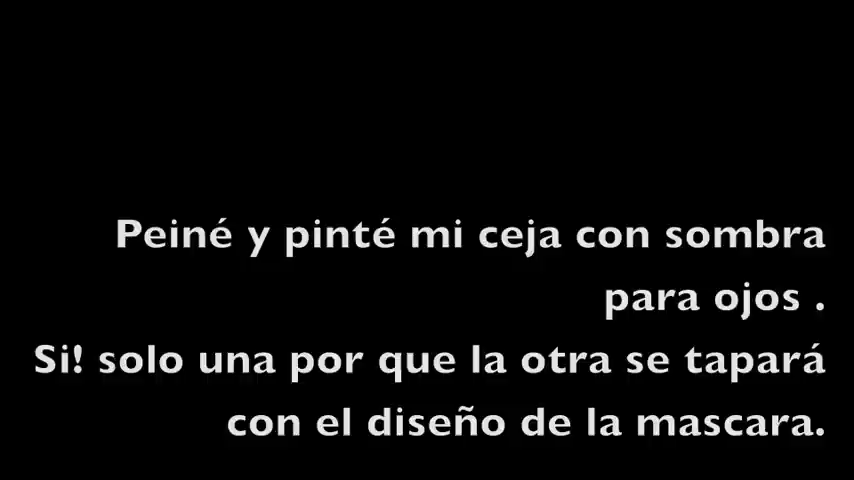 Peiné y pinté mi ceja con sombra
para ojos .
Si! solo una por que la otra se tapará
con el diseño de la mascara.